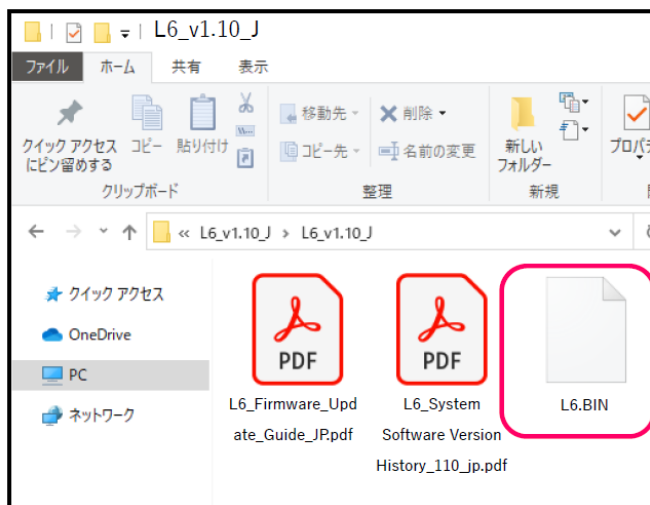 L6_v1.10_J
ファイル ホーム 共有 表示
クイック アクセス
にピン留めする
コピー
貼り付け
移動先
コピー先
削除
名前の変更
新しい
フォルダー
プロパテ
クリップボード
整理
新規
« L6_v1.10_J › L6_v1.10_J
クイック アクセス
OneDrive
PC
ネットワーク
PDF
L6_Firmware_Upd
ate_Guide_JP.pdf
PDF
L6_System
Software Version
History_110_jp.pdf
L6.BIN